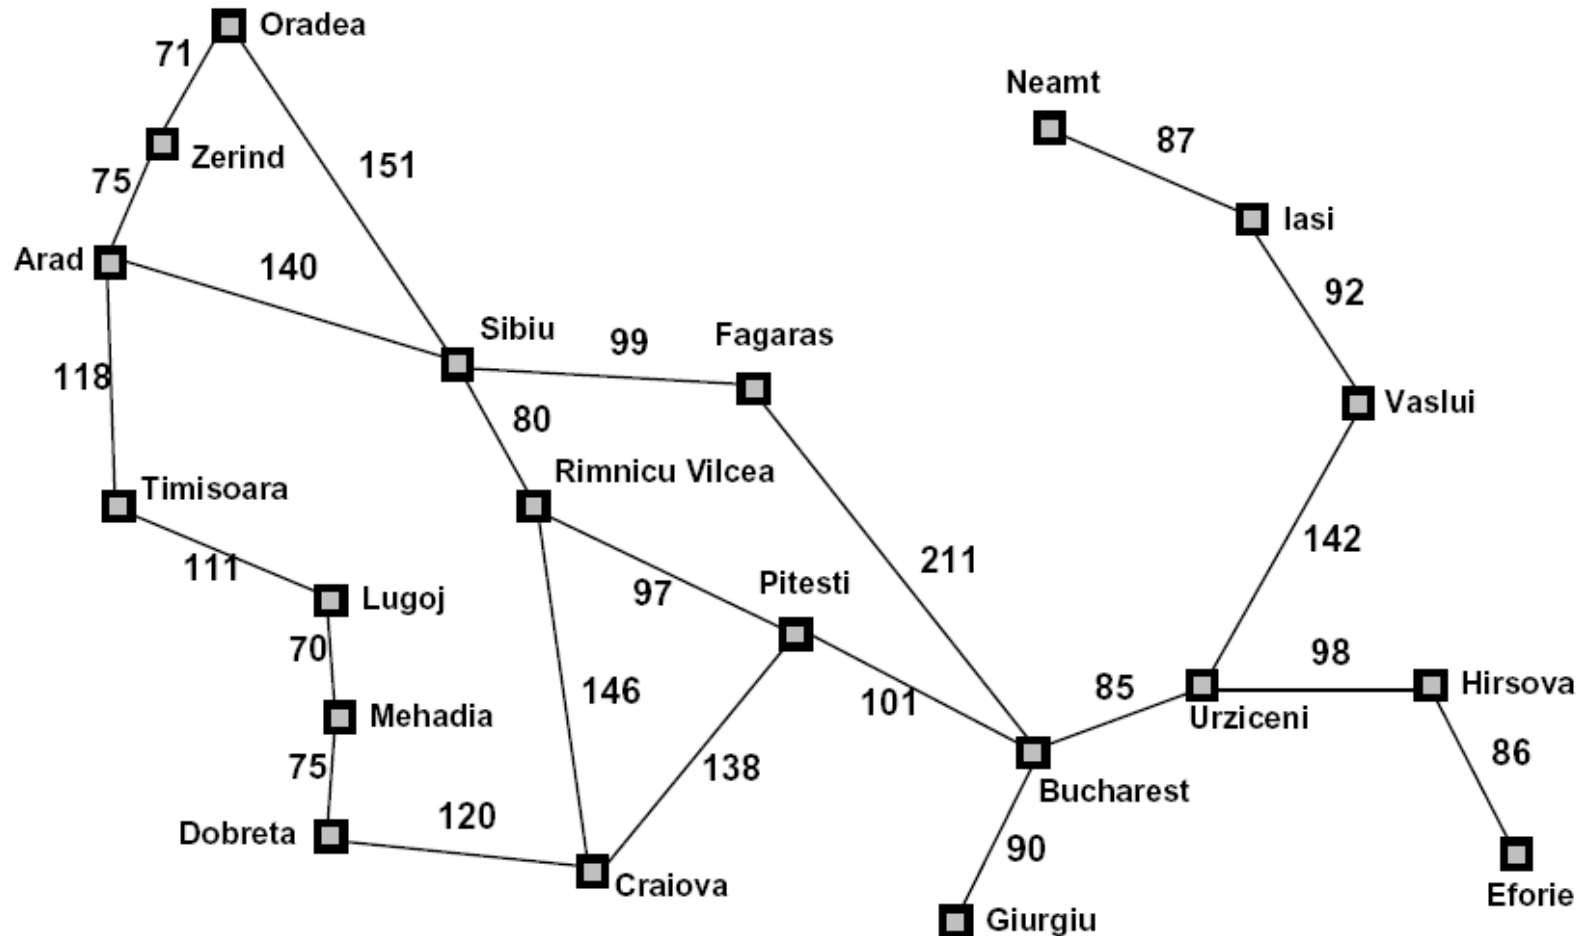 Oradea
71
Neamt
87
Zerind
151
75
Iasi
Arad
140
92
Sibiu
99
Fagaras
118
Vaslui
80
Rimnicu Vilcea
Timisoara
142
211
111
Lugoj
97
Pitesti
70
98
Hirsova
146
101
85
Urziceni
Mehadia
75
138
86
Bucharest
Dobreta
120
90
Craiova
Eforie
Giurgiu